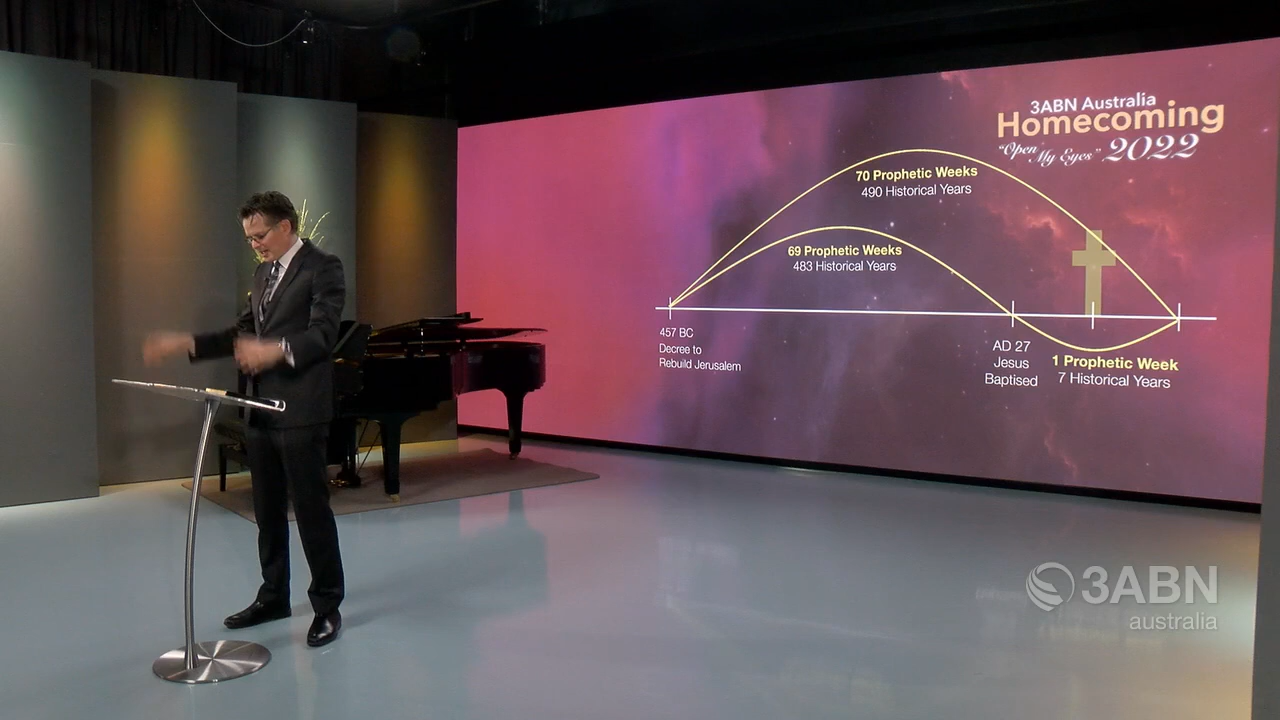 3ABN Australia
Homecoming
"Open My Eyes" 2022
70 Prophetic Weeks
490 Historical Years
69 Prophetic Weeks
483 Historical Years
457 BC
Decree to
Rebuild Jerusalem
AD 27
Jesus
Baptised
1 Prophetic Week
7 Historical Years
3ABN
australia